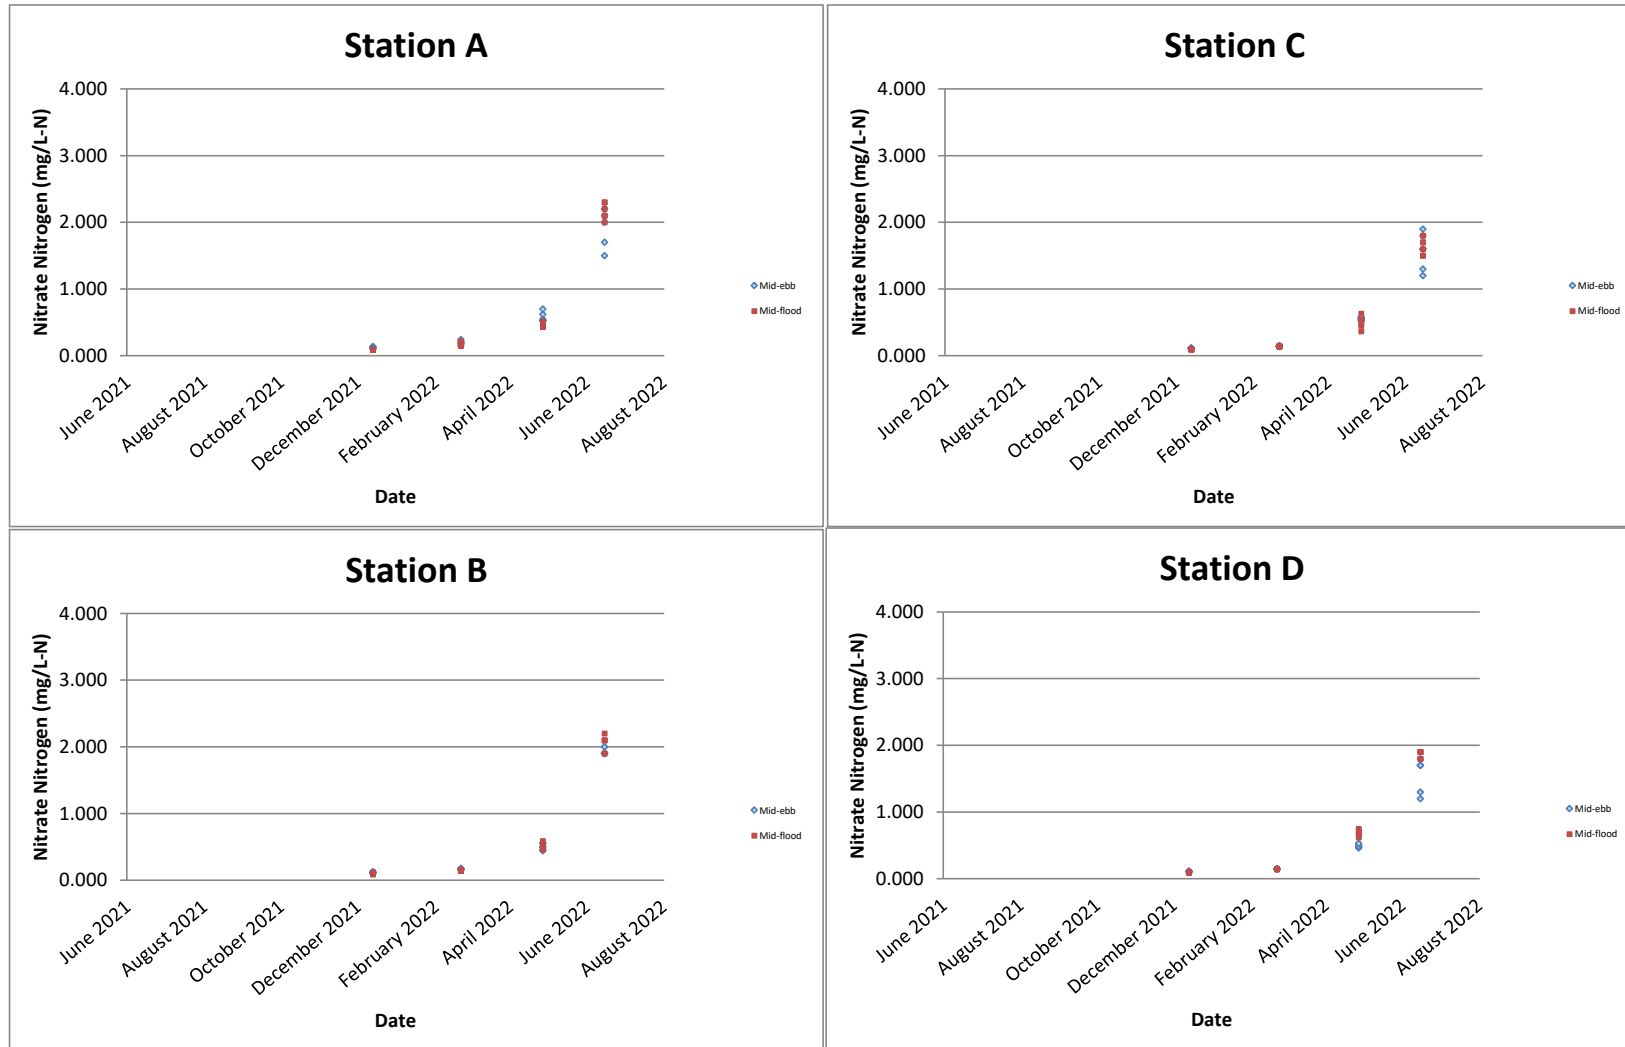 Station A
Nitrate Nitrogen (mg/L-N)
4.000
3.000
2.000
1.000
0.000
June 2021
August 2021
October 2021
December 2021
February 2022
April 2022
June 2022
August 2022
Date
Mid-ebb
Mid-flood
Station C
Nitrate Nitrogen (mg/L-N)
4.000
3.000
2.000
1.000
0.000
June 2021
August 2021
October 2021
December 2021
February 2022
April 2022
June 2022
August 2022
Date
Mid-ebb
Mid-flood
Station B
Nitrate Nitrogen (mg/L-N)
4.000
3.000
2.000
1.000
0.000
June 2021
August 2021
October 2021
December 2021
February 2022
April 2022
June 2022
August 2022
Date
Mid-ebb
Mid-flood
Station D
Nitrate Nitrogen (mg/L-N)
4.000
3.000
2.000
1.000
0.000
June 2021
August 2021
October 2021
December 2021
February 2022
April 2022
June 2022
August 2022
Date
Mid-ebb
Mid-flood